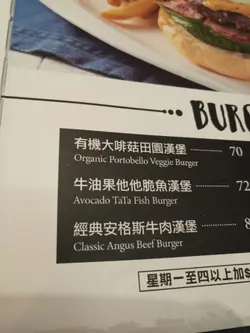 BURG
有機大啡菇田園漢堡 70
Organic Portobello Veggie Burger
牛油果他他脆魚漢堡 72
Avocado TaTa Fish Burger
經典安格斯牛肉漢堡 8
Classic Angus Beef Burger
星期一至四以上加$